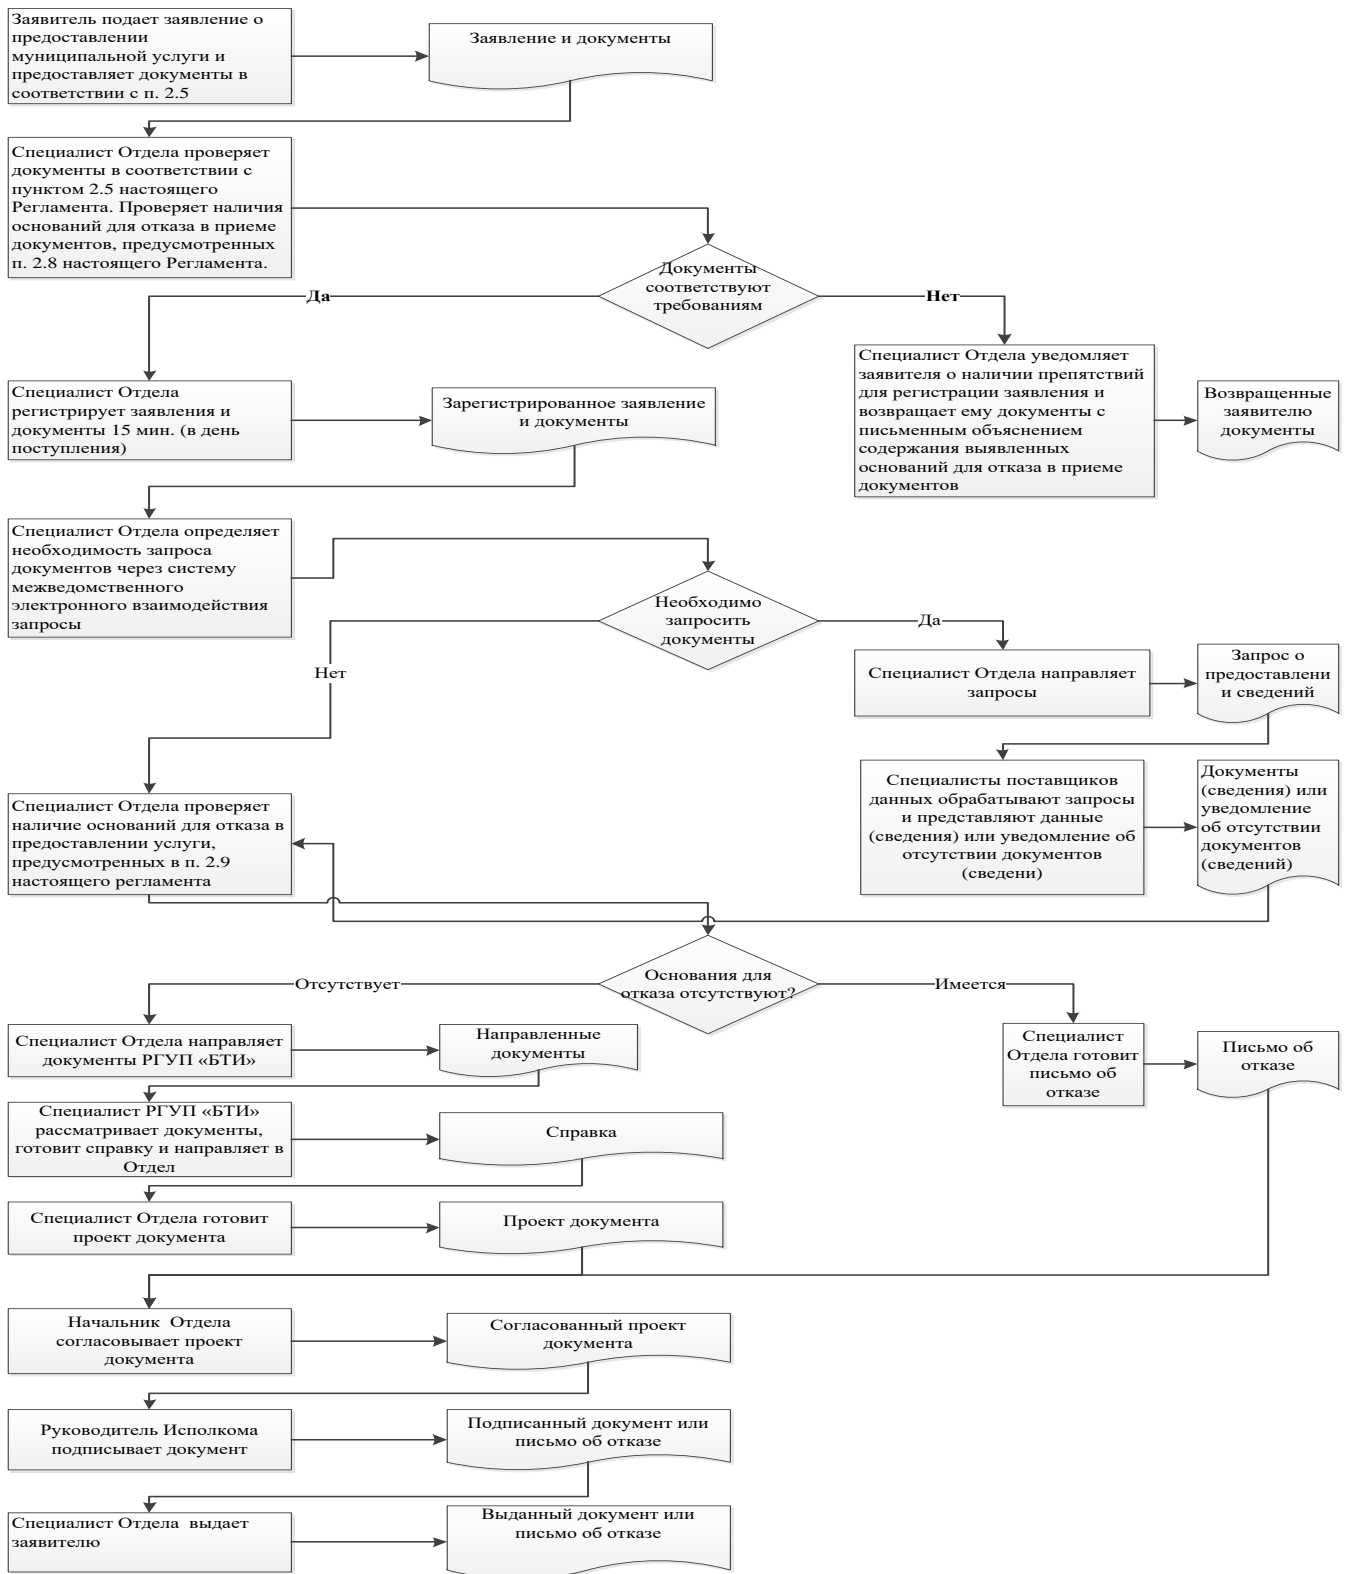 Заявитель подает заявление о
предоставлении
муниципальной услуги и
предоставляет документы в
соответствии с п. 2.5
Заявление и документы
Специалист Отдела проверяет
документы в соответствии с
пунктом 2.5 настоящего
Регламента. Проверяет наличия
оснований для отказа в приеме
документов, предусмотренных
п. 2.8 настоящего Регламента.
Документы
соответствуют
требованиям
Да
Нет
Специалист Отдела
регистрирует заявления и
документы 15 мин. (в день
поступления)
Зарегистрированное заявление
и документы
Специалист Отдела уведомляет
заявителя о наличии препятствий
для регистрации заявления и
возвращает ему документы с
письменным объяснением
содержания выявленных
оснований для отказа в приеме
документов
Возвращенные
заявителю
документы
Специалист Отдела определяет
необходимость запроса
документов через систему
межведомственного
электронного взаимодействия
запросы
Необходимо
запросить
документы
Да
Нет
Специалист Отдела направляет
запросы
Запрос о
предоставлени
и сведений
Специалисты поставщиков
данных обрабатывают запросы
и представляют данные
(сведения) или уведомление об
отсутствии документов
(сведени)
Документы
(сведения) или
уведомление
об отсутствии
документов
(сведений)
Специалист Отдела проверяет
наличие оснований для отказа в
предоставлении услуги,
предусмотренных в п. 2.9
настоящего регламента
Основания для
отказа отсутствуют?
Отсутствует
Имеется
Специалист Отдела направляет
документы РГУП «БТИ»
Направленные
документы
Специалист
Отдела готовит
письмо об
отказе
Письмо об
отказе
Специалист РГУП «БТИ»
рассматривает документы,
готовит справку и направляет в
Отдел
Справка
Специалист Отдела готовит
проект документа
Проект документа
Начальник  Отдела
согласовывает проект
документа
Согласованный проект
документа
Руководитель Исполкома
подписывает документ
Подписанный документ или
письмо об отказе
Специалист Отдела  выдает
заявителю
Выданный документ или
письмо об отказе